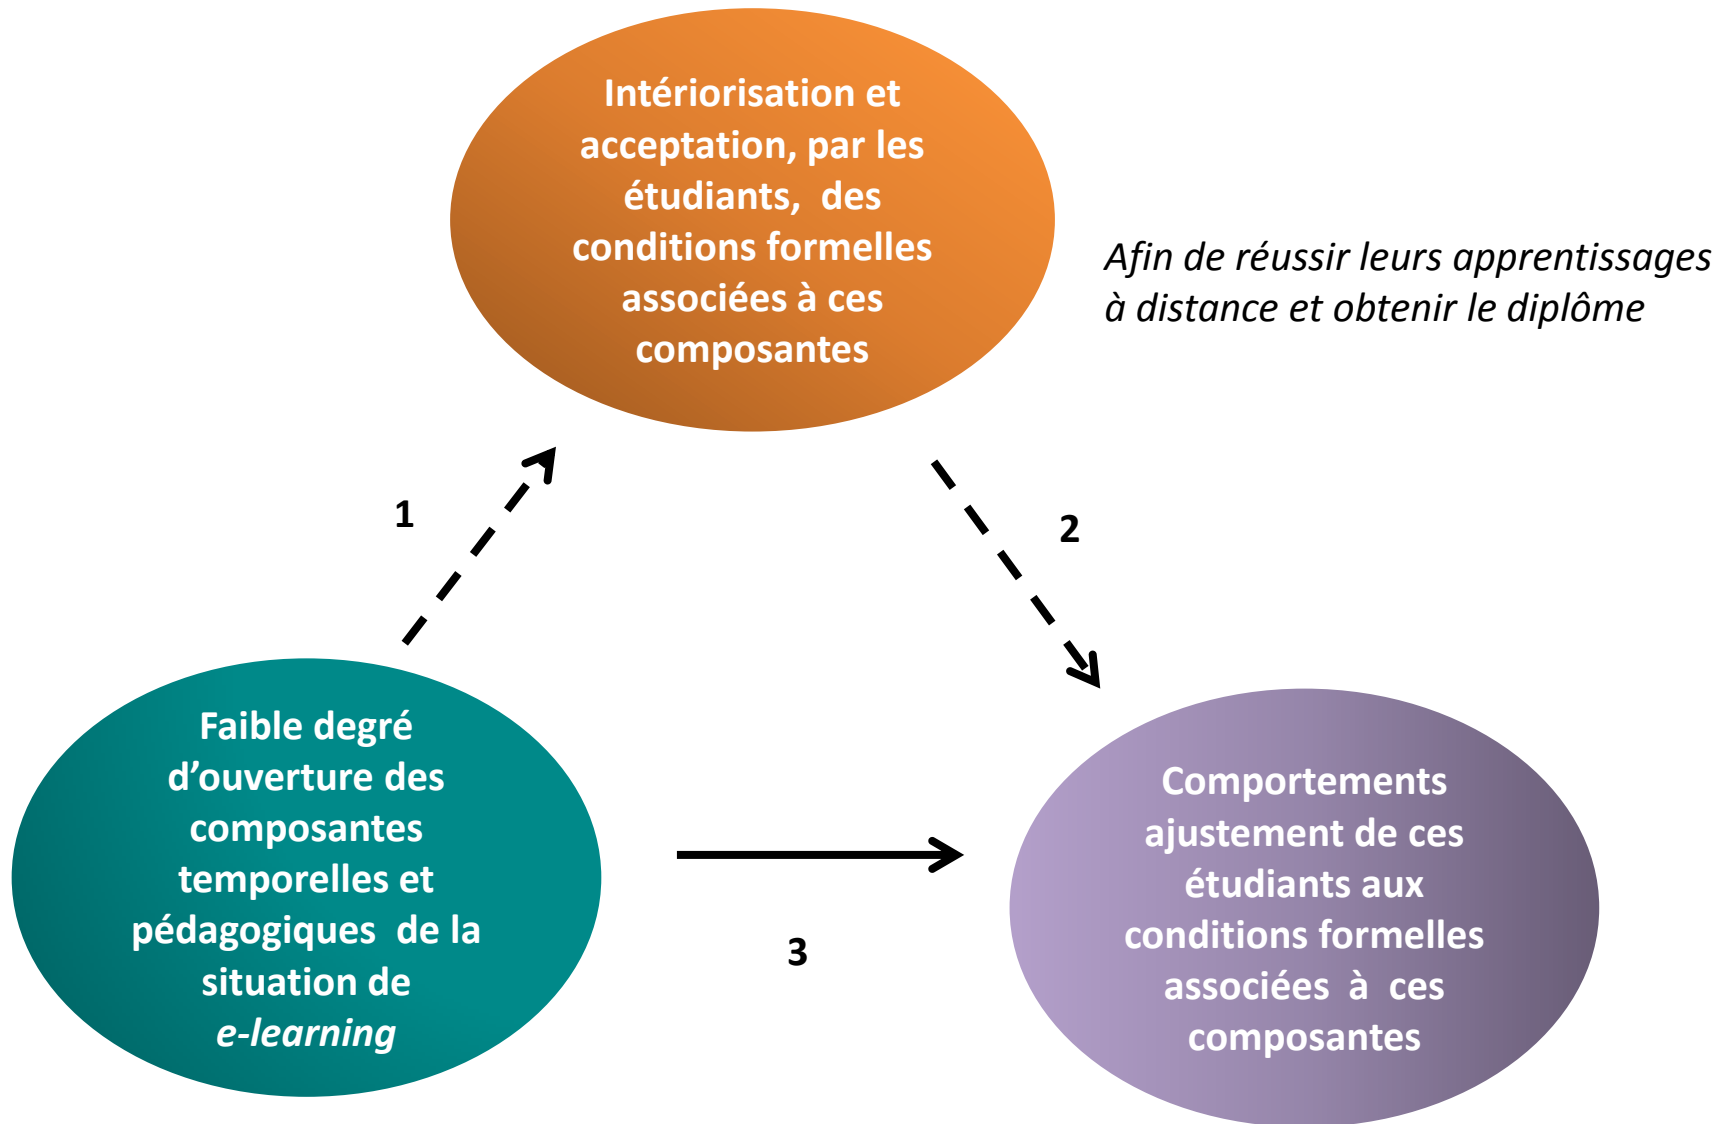 Intériorisation et
acceptation, par les
étudiants, des
conditions formelles
associées à ces
composantes
Afin de réussir leurs apprentissages
à distance et obtenir le diplôme
1
2
Faible degré
d’ouverture des
composantes
temporelles et
pédagogiques de la
situation de
e-learning
3
Comportements
ajustement de ces
étudiants aux
conditions formelles
associées à ces
composantes